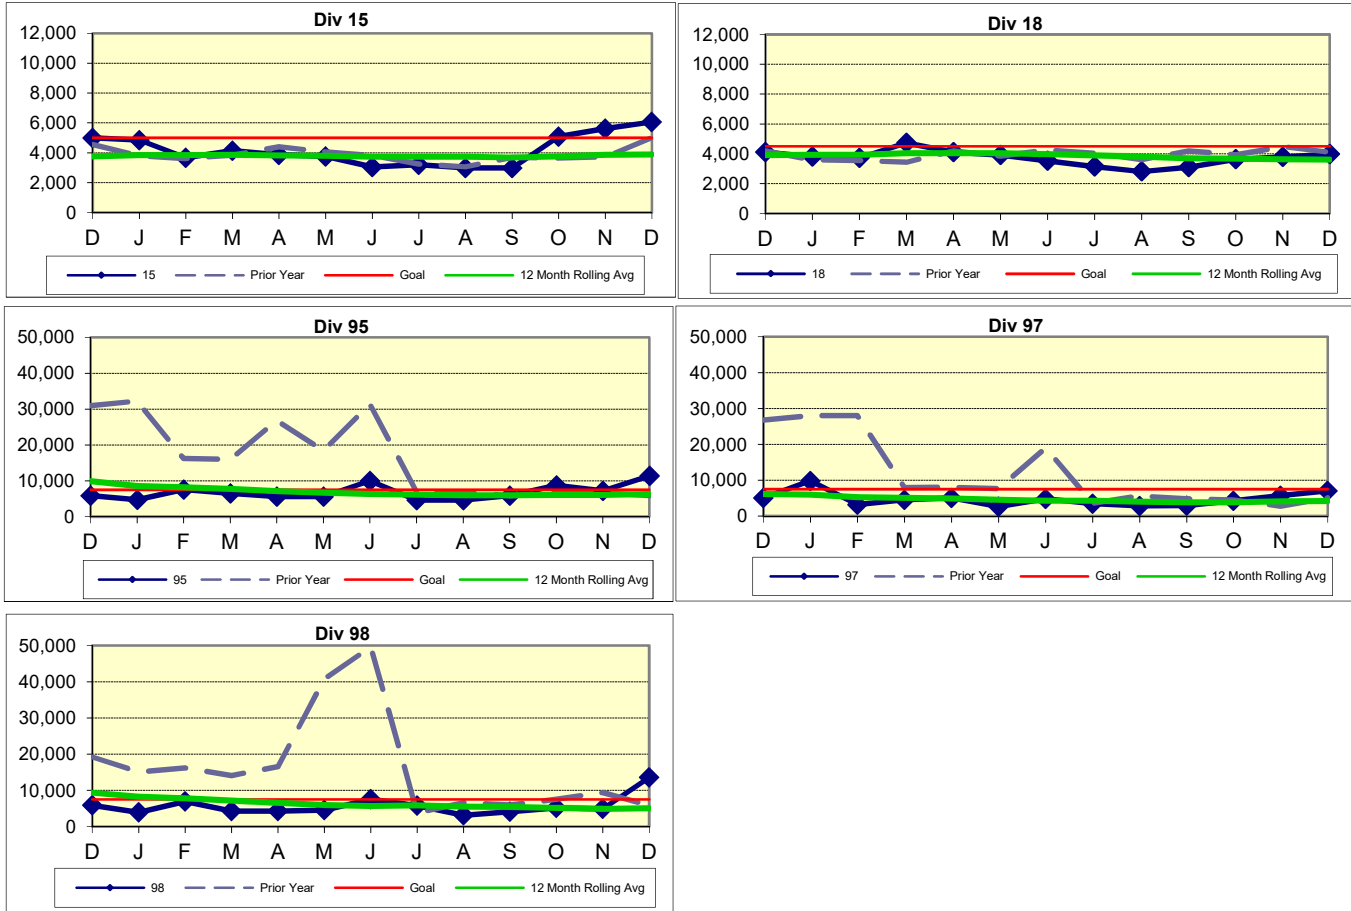 Div 15
12,000
10,000
8,000
6,000
4,000
2,000
0
D J F M A M J J A S O N D
15 Prior Year Goal 12 Month Rolling Avg
Div 18
12,000
10,000
8,000
6,000
4,000
2,000
0
D J F M A M J J A S O N D
18 Prior Year Goal 12 Month Rolling Avg
Div 95
50,000
40,000
30,000
20,000
10,000
0
D J F M A M J J A S O N D
95 Prior Year Goal 12 Month Rolling Avg
Div 97
50,000
40,000
30,000
20,000
10,000
0
D J F M A M J J A S O N D
97 Prior Year Goal 12 Month Rolling Avg
Div 98
50,000
40,000
30,000
20,000
10,000
0
D J F M A M J J A S O N D
98 Prior Year Goal 12 Month Rolling Avg